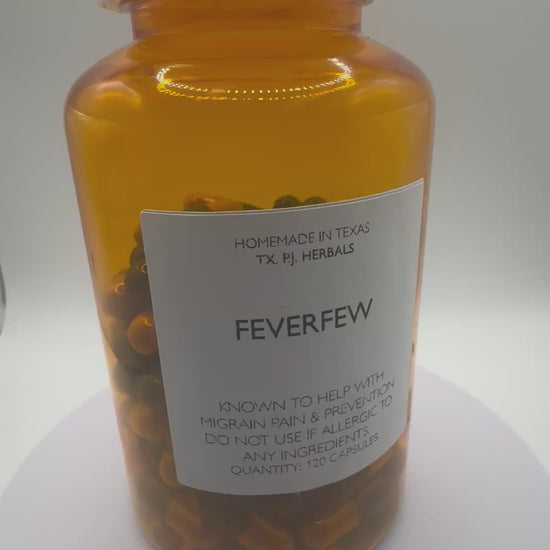 HOMEMADE IN TEXAS
TX. P.J. HERBALS
FEVERFEW
KNOWN TO HELP WITH
MIGRAIN PAIN & PREVENTION
DO NOT USE IF ALLERGIC TO
ANY INGREDIENTS.
QUANTITY: 120 CAPSULES